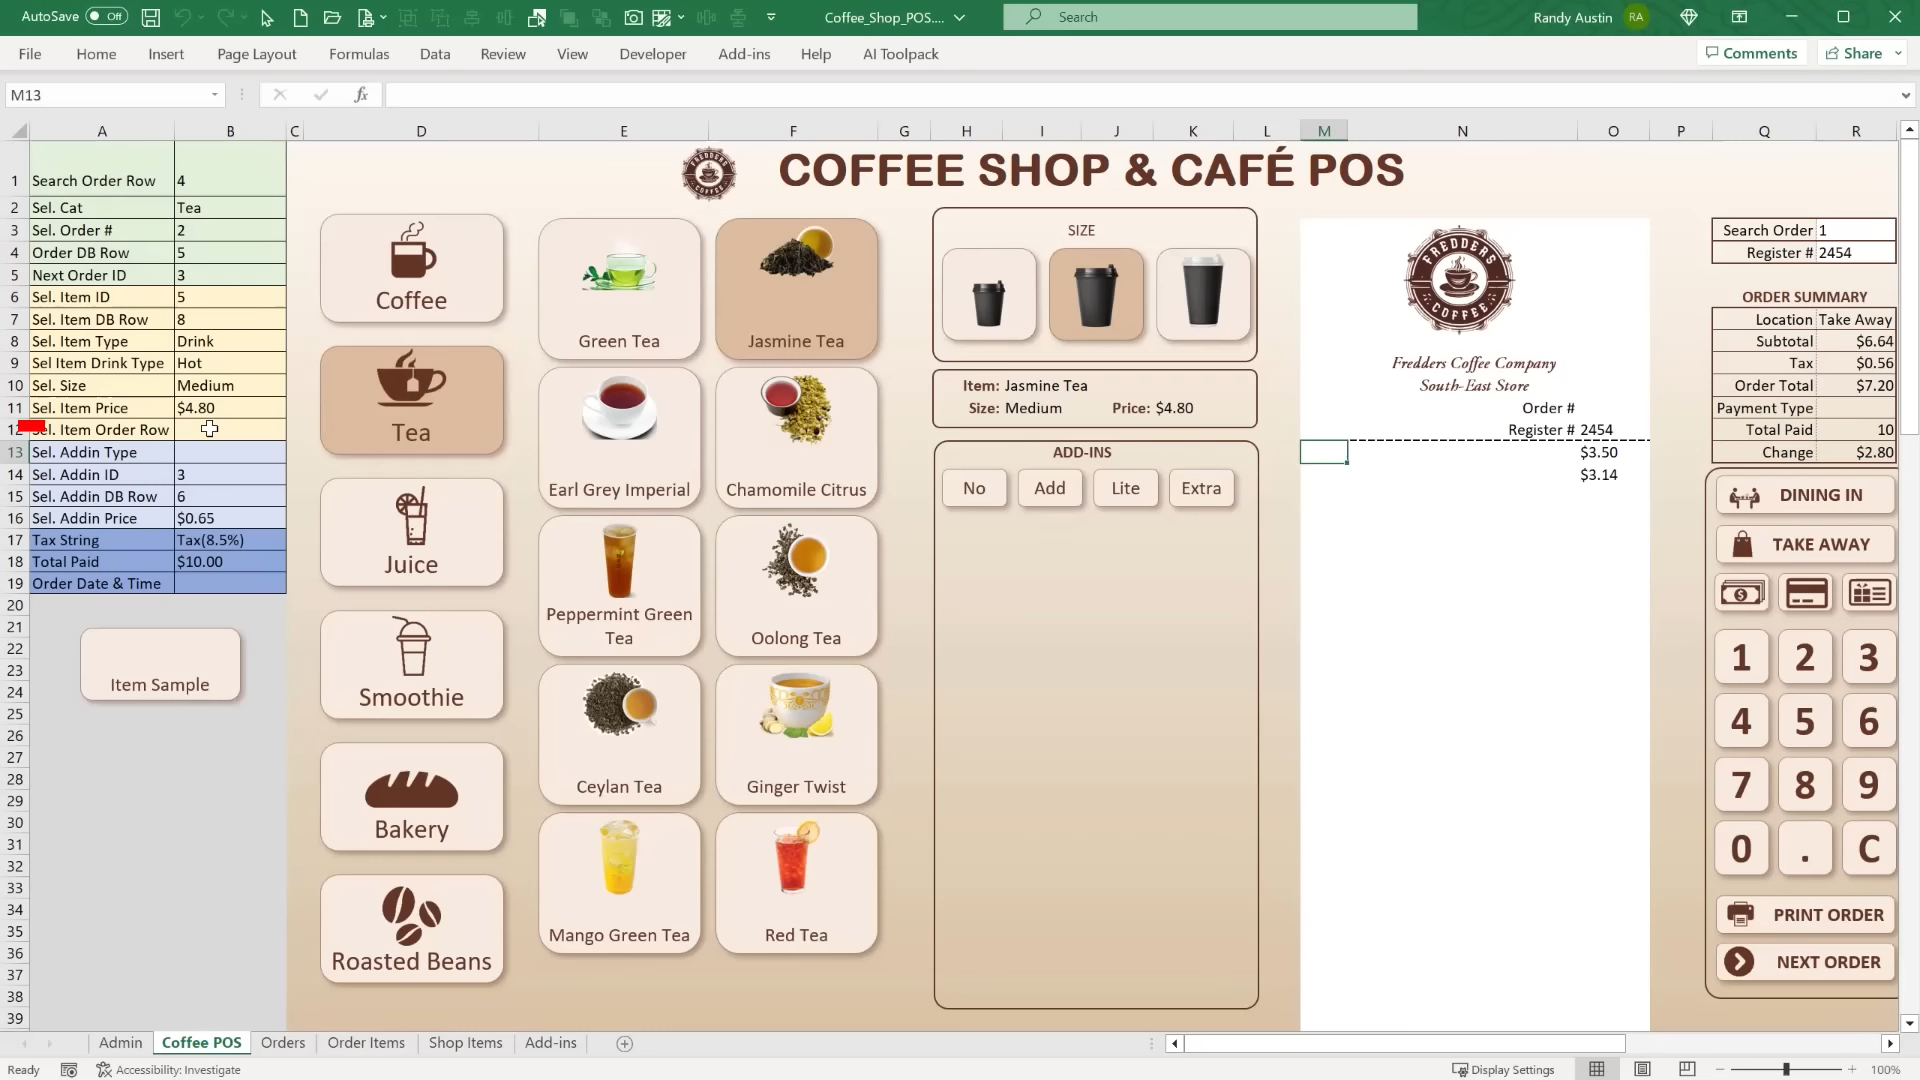 AutoSave Off Coffee_Shop_POS.... Search Randy Austin RA
File Home Insert Page Layout Formulas Data Review View Developer Add-ins Help AI Toolpack Comments Share
M13 fx
A B C D E F G H I J K L M N O P Q R
COFFEE SHOP & CAFÉ POS
1 Search Order Row 4
2 Sel. Cat Tea
3 Sel. Order # 2
4 Order DB Row 5
5 Next Order ID 3
6 Sel. Item ID 5
7 Sel. Item DB Row 8
8 Sel. Item Type Drink
9 Sel Item Drink Type Hot
10 Sel. Size Medium
11 Sel. Item Price $4.80
12 Sel. Item Order Row
13 Sel. Addin Type
14 Sel. Addin ID 3
15 Sel. Addin DB Row 6
16 Sel. Addin Price $0.65
17 Tax String Tax(8.5%)
18 Total Paid $10.00
19 Order Date & Time
20
21
22
23
24
25
26
27
28
29
30
31
32
33
34
35
36
37
38
39
Item Sample
Coffee
Tea
Juice
Smoothie
Bakery
Roasted Beans
Green Tea
Jasmine Tea
Earl Grey Imperial
Chamomile Citrus
Peppermint Green
Tea
Oolong Tea
Ceylan Tea
Ginger Twist
Mango Green Tea
Red Tea
SIZE
Item: Jasmine Tea
Size: Medium Price: $4.80
ADD-INS
No Add Lite Extra
FREDDERS
COFFEE
Fredders Coffee Company
South-East Store
Order #
Register # 2454
$3.50
$3.14
Search Order 1
Register # 2454
ORDER SUMMARY
Location Take Away
Subtotal $6.64
Tax $0.56
Order Total $7.20
Payment Type
Total Paid 10
Change $2.80
DINING IN
TAKE AWAY
1 2 3
4 5 6
7 8 9
0 . C
PRINT ORDER
NEXT ORDER
Admin Coffee POS Orders Order Items Shop Items Add-ins
Ready Accessibility: Investigate Display Settings 100%